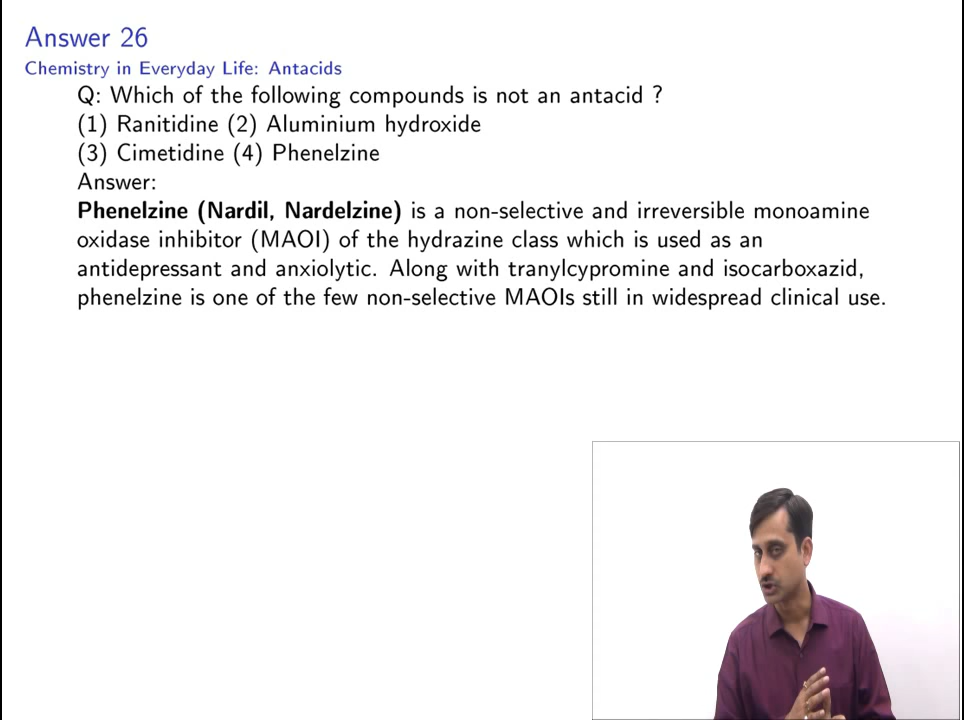 Answer 26
Chemistry in Everyday Life: Antacids
Q: Which of the following compounds is not an antacid ?
(1) Ranitidine (2) Aluminium hydroxide
(3) Cimetidine (4) Phenelzine
Answer:
Phenelzine (Nardil, Nardelzine) is a non-selective and irreversible monoamine
oxidase inhibitor (MAOI) of the hydrazine class which is used as an
antidepressant and anxiolytic. Along with tranylcypromine and isocarboxazid,
phenelzine is one of the few non-selective MAOIs still in widespread clinical use.